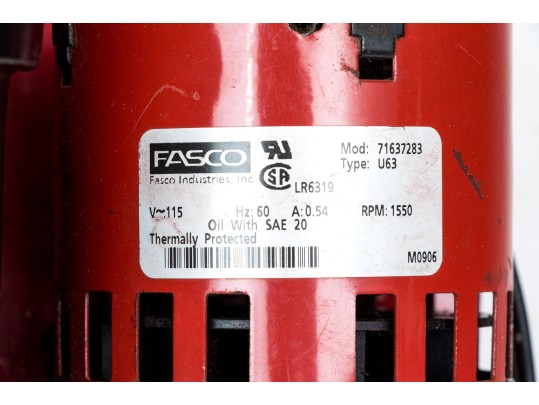 FASCO
Fasco Industries, Inc.
LR6319
Mod: 71637283
Type: U63
V~115 Hz: 60 A: 0.54 RPM: 1550
Oil With SAE 20
Thermally Protected
M0906